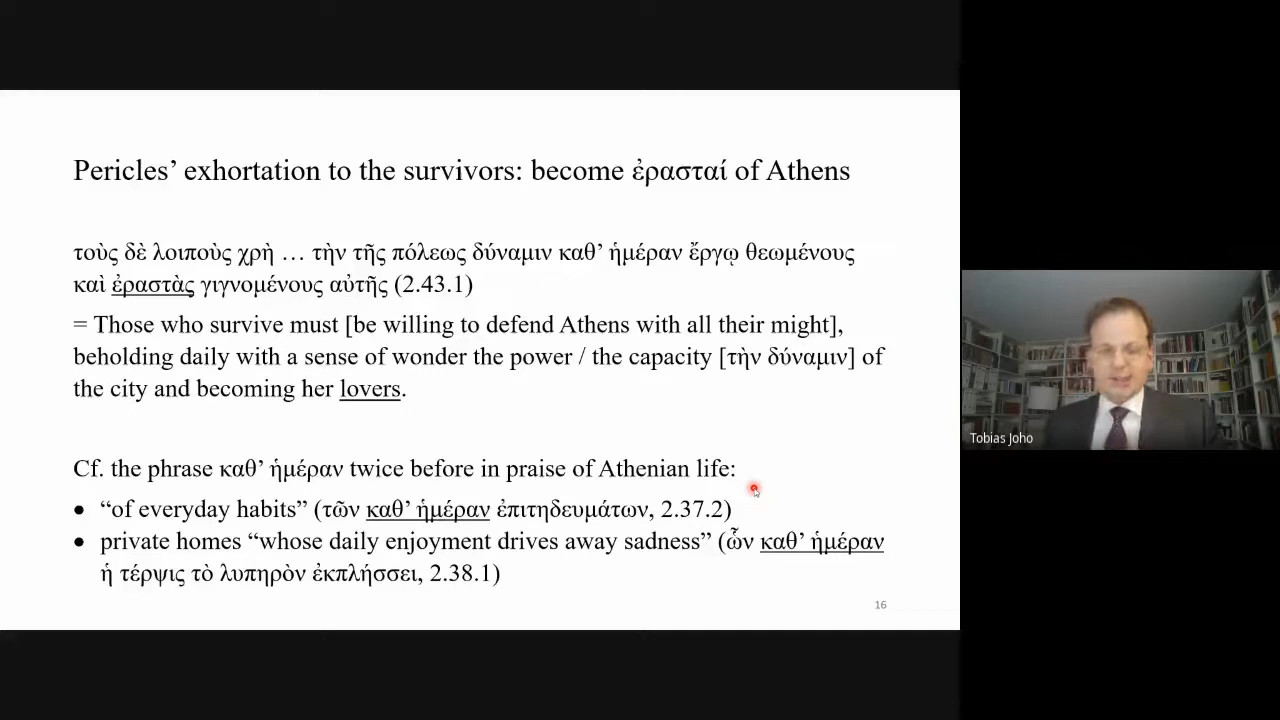 Pericles’ exhortation to the survivors: become ἐρασταί of Athens
τοὺς δὲ λοιποὺς χρὴ … τὴν τῆς πόλεως δύναμιν καθ’ ἡμέραν ἔργῳ θεωμένους
καὶ ἐραστὰς γιγνομένους αὐτῆς (2.43.1)
= Those who survive must [be willing to defend Athens with all their might],
beholding daily with a sense of wonder the power / the capacity [τὴν δύναμιν] of
the city and becoming her lovers.
Cf. the phrase καθ’ ἡμέραν twice before in praise of Athenian life:
• “of everyday habits” (τῶν καθ’ ἡμέραν ἐπιτηδευμάτων, 2.37.2)
• private homes “whose daily enjoyment drives away sadness” (ὧν καθ’ ἡμέραν
ἡ τέρψις τὸ λυπηρὸν ἐκπλήσσει, 2.38.1)
16
Tobias Joho